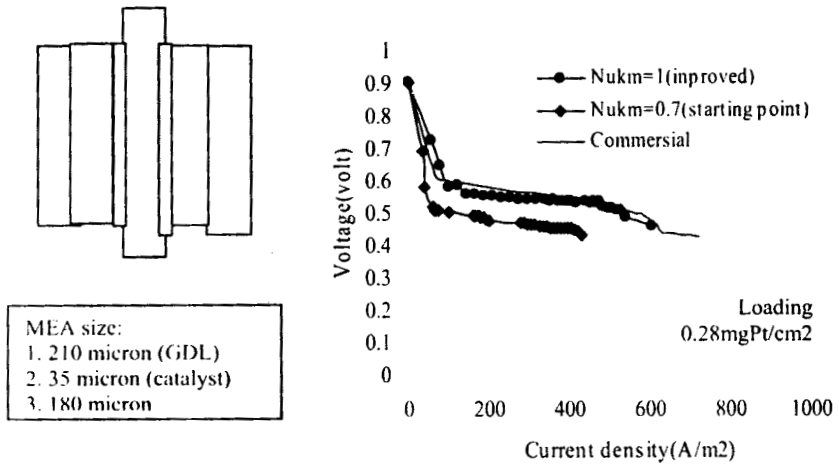 MEA size:
1. 210 micron (GDL)
2. 35 micron (catalyst)
3. 180 micron
Voltage(volt)
1
0.9
0.8
0.7
0.6
0.5
0.4
0.3
0.2
0.1
0
Nukm=1(inproved)
Nukm=0.7(starting point)
Commersial
Loading
0.28mgPt/cm2
0 200 400 600 800 1000
Current density(A/m2)